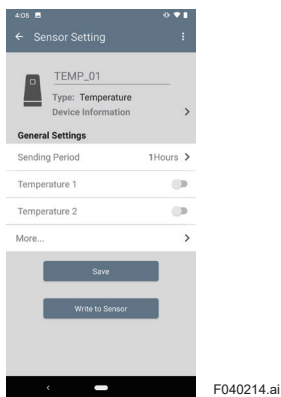 4:05
Sensor Setting
TEMP_01
Type: Temperature
Device Information
General Settings
Sending Period 1Hours
Temperature 1
Temperature 2
More...
Save
Write to Sensor
F040214.ai